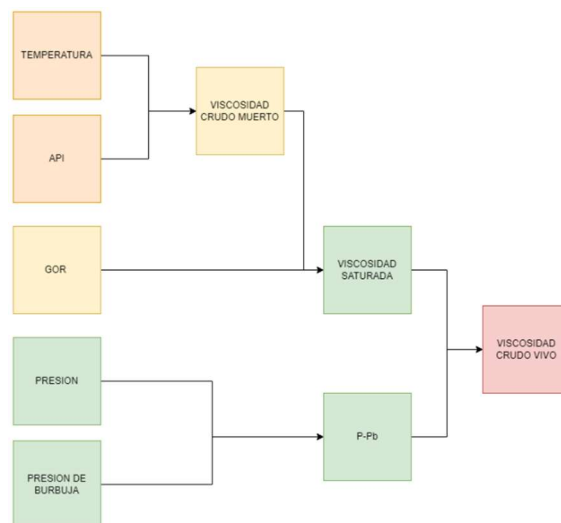 TEMPERATURA
VISCOSIDAD
CRUDO MUERTO
API
GOR
VISCOSIDAD
SATURADA
VISCOSIDAD
CRUDO VIVO
PRESION
P-Pb
PRESION DE
BURBUJA